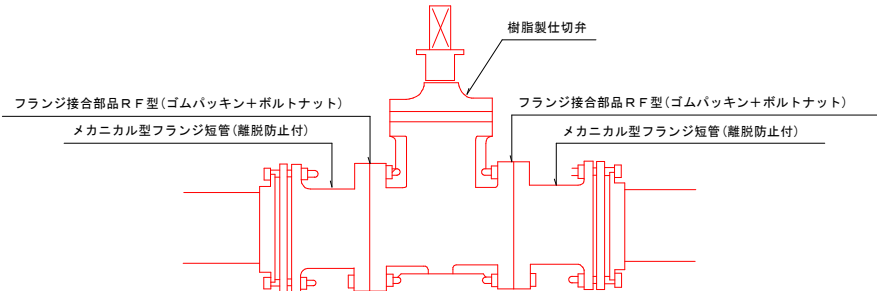 樹脂製仕切弁
フランジ接合部品ＲＦ型(ゴムパッキン＋ボルトナット)
フランジ接合部品ＲＦ型(ゴムパッキン＋ボルトナット)
メカニカル型フランジ短管(離脱防止付)
メカニカル型フランジ短管(離脱防止付)